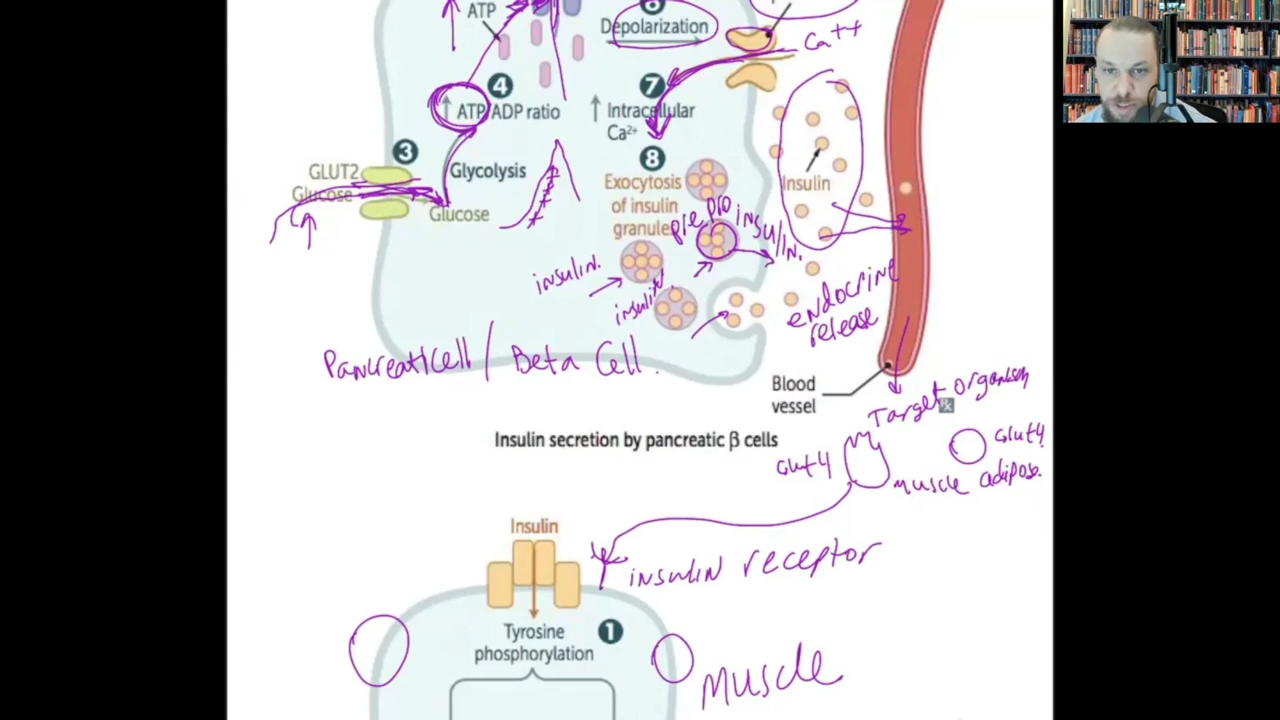 ATP
6
Depolarization
Ca++
4
↑ ATP/ADP ratio
7
↑ Intracellular
Ca²⁺
3
GLUT2
Glucose
Glycolysis
Glucose
8
Exocytosis
of insulin
granules
Insulin
pre pro insulin.
insulin.
insulin.
endocrine
release
Pancreatic cell / Beta Cell.
Blood
vessel
Target organ
Insulin secretion by pancreatic β cells
Glut4
Glut4
muscle adipose.
Insulin
insulin receptor
Tyrosine
phosphorylation
1
Muscle